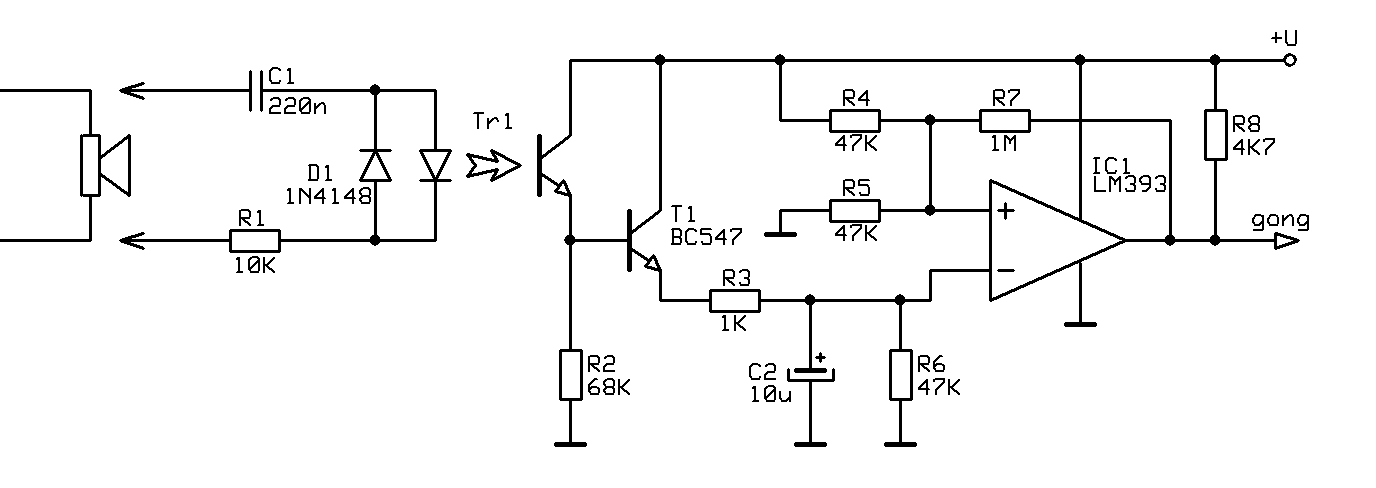 +U
C1
220n
Tr1
D1
1N4148
R1
10K
T1
BC547
R2
68K
R3
1K
C2
+
10u
R4
47K
R5
47K
R7
1M
R6
47K
IC1
LM393
+
−
R8
4K7
gong